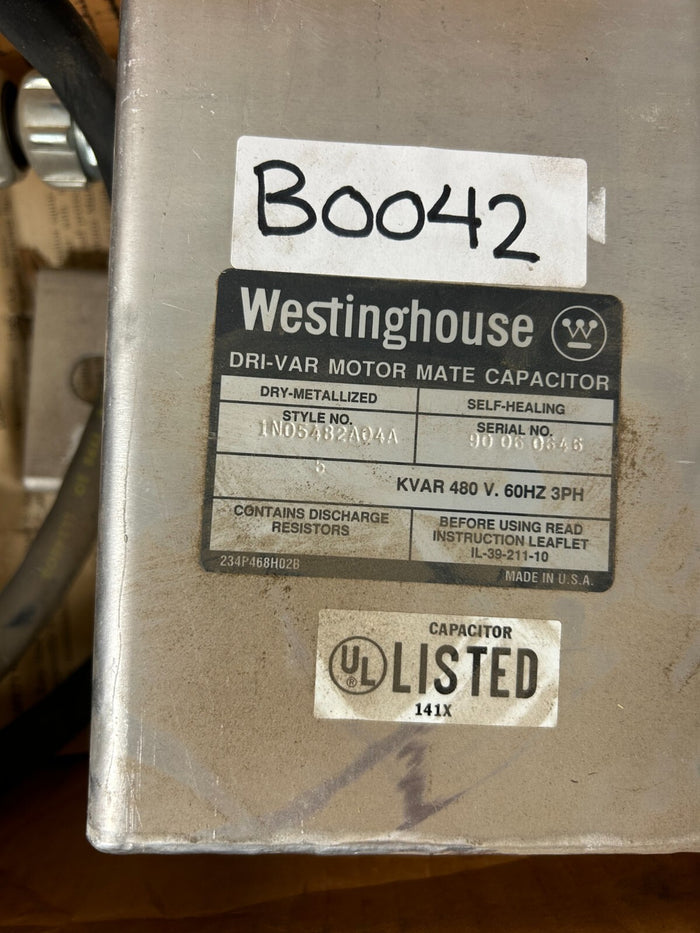 B0042
Westinghouse
DRI-VAR MOTOR MATE CAPACITOR
DRY-METALLIZED
SELF-HEALING
STYLE NO.
1N05482A04A
SERIAL NO.
90 06 0346
5
KVAR 480 V. 60HZ 3PH
CONTAINS DISCHARGE
RESISTORS
BEFORE USING READ
INSTRUCTION LEAFLET
IL-39-211-10
234P468H02B
MADE IN U.S.A.
CAPACITOR
UL® LISTED
141X